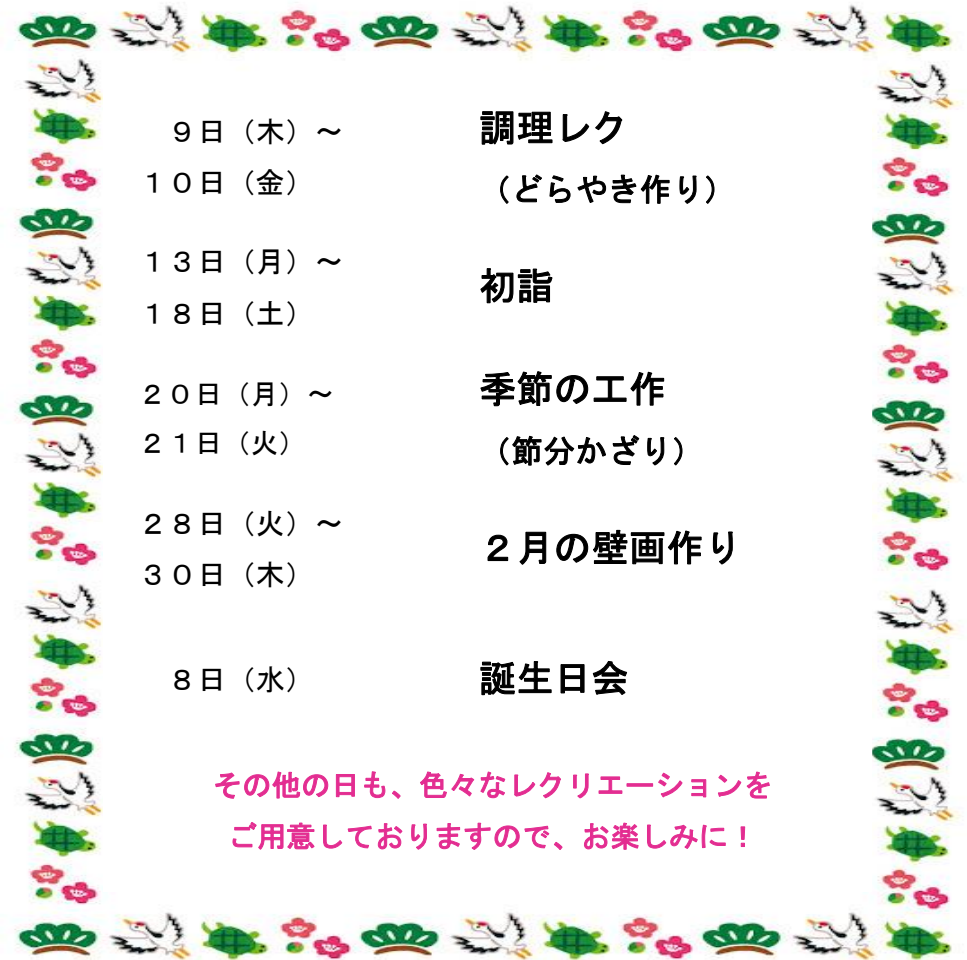 ９日（木）～ 調理レク
１０日（金） （どらやき作り）
１３日（月）～
初詣
１８日（土）
２０日（月）～ 季節の工作
２１日（火） （節分かざり）
２８日（火）～
２月の壁画作り
３０日（木）
８日（水） 誕生日会
その他の日も、色々なレクリエーションを
ご用意しておりますので、お楽しみに！